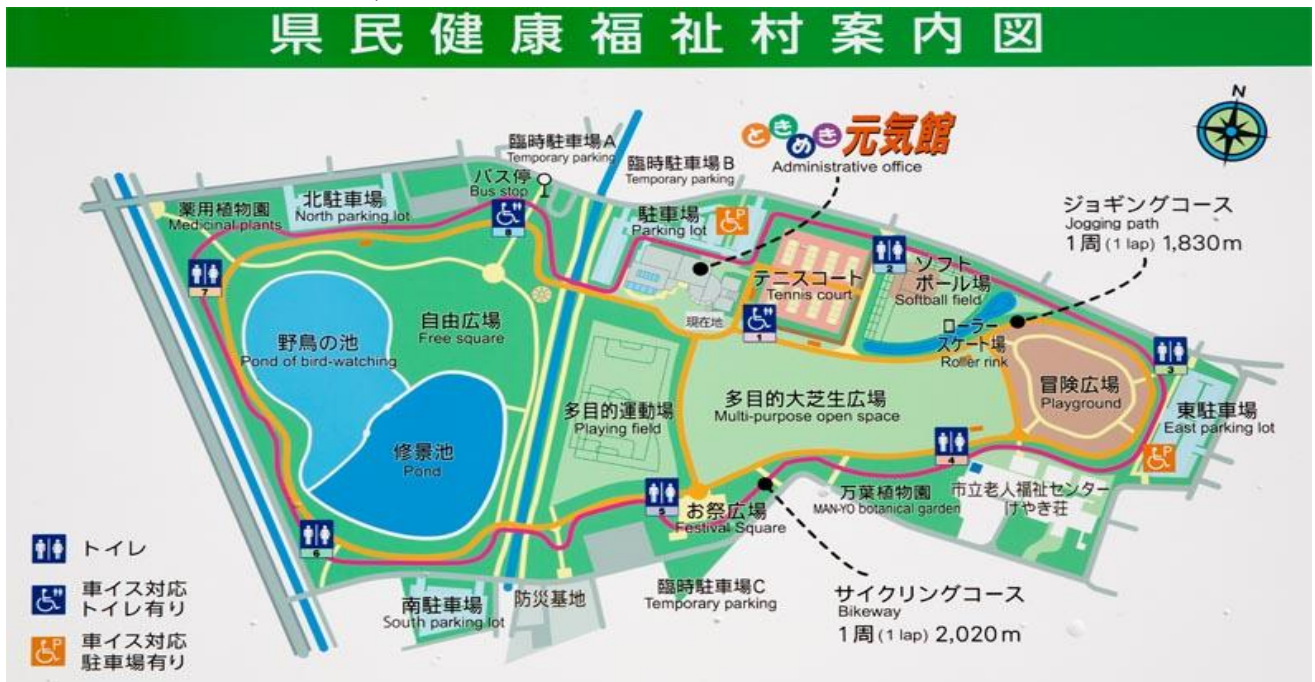 県民健康福祉村案内図
N
ときめき元気館
Administrative office
臨時駐車場A
Temporary parking
バス停
Bus stop
臨時駐車場B
Temporary parking
北駐車場
North parking lot
薬用植物園
Medicinal plants
駐車場
Parking lot
P
ジョギングコース
Jogging path
1周(1 lap) 1,830m
8
7
2
テニスコート
Tennis court
ソフト
ボール場
Softball field
自由広場
Free square
現在地
1
ローラー
スケート場
Roller rink
野鳥の池
Pond of bird-watching
3
冒険広場
Playground
多目的運動場
Playing field
多目的大芝生広場
Multi-purpose open space
東駐車場
East parking lot
P
修景池
Pond
4
5
お祭広場
Festival Square
万葉植物園
MAN-YO botanical garden
市立老人福祉センター
けやき荘
6
トイレ
車イス対応
トイレ有り
P
車イス対応
駐車場有り
南駐車場
South parking lot
防災基地
臨時駐車場C
Temporary parking
サイクリングコース
Bikeway
1周(1 lap) 2,020m